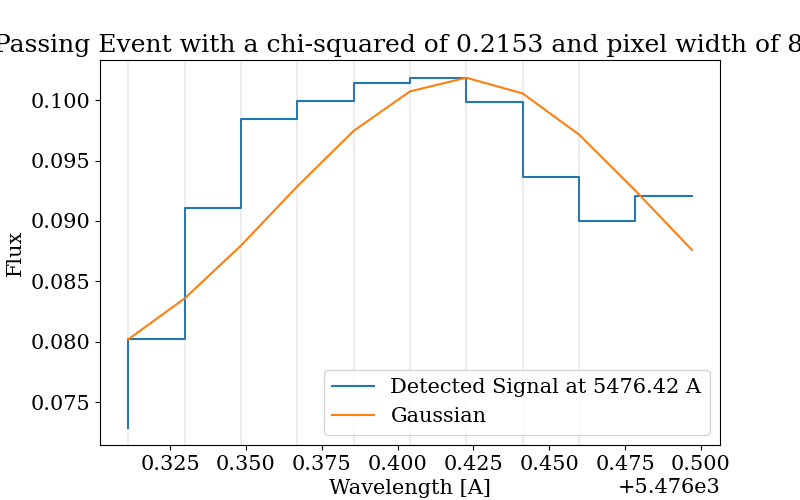 Passing Event with a chi-squared of 0.2153 and pixel width of 8
0.100
0.095
0.090
0.085
0.080
0.075
Flux
Detected Signal at 5476.42 A
Gaussian
0.325 0.350 0.375 0.400 0.425 0.450 0.475 0.500
Wavelength [A]
+5.476e3